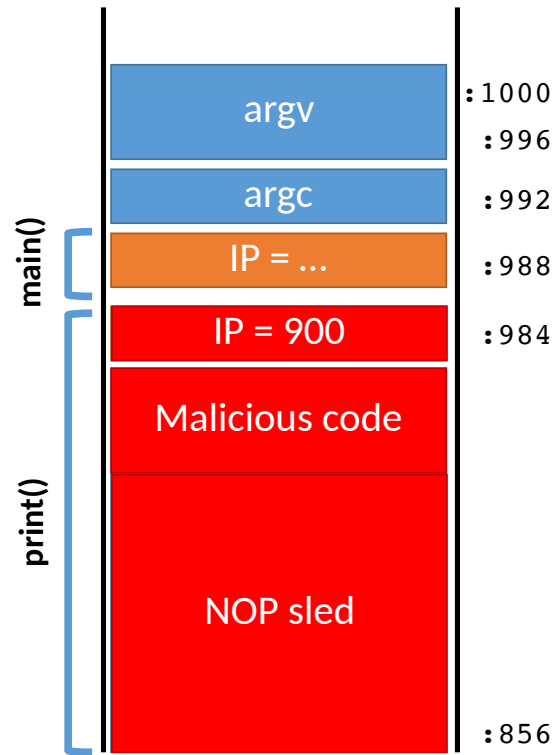 argv
:1000
:996
argc
:992
main()
IP = ...
:988
print()
IP = 900
:984
Malicious code
NOP sled
:856